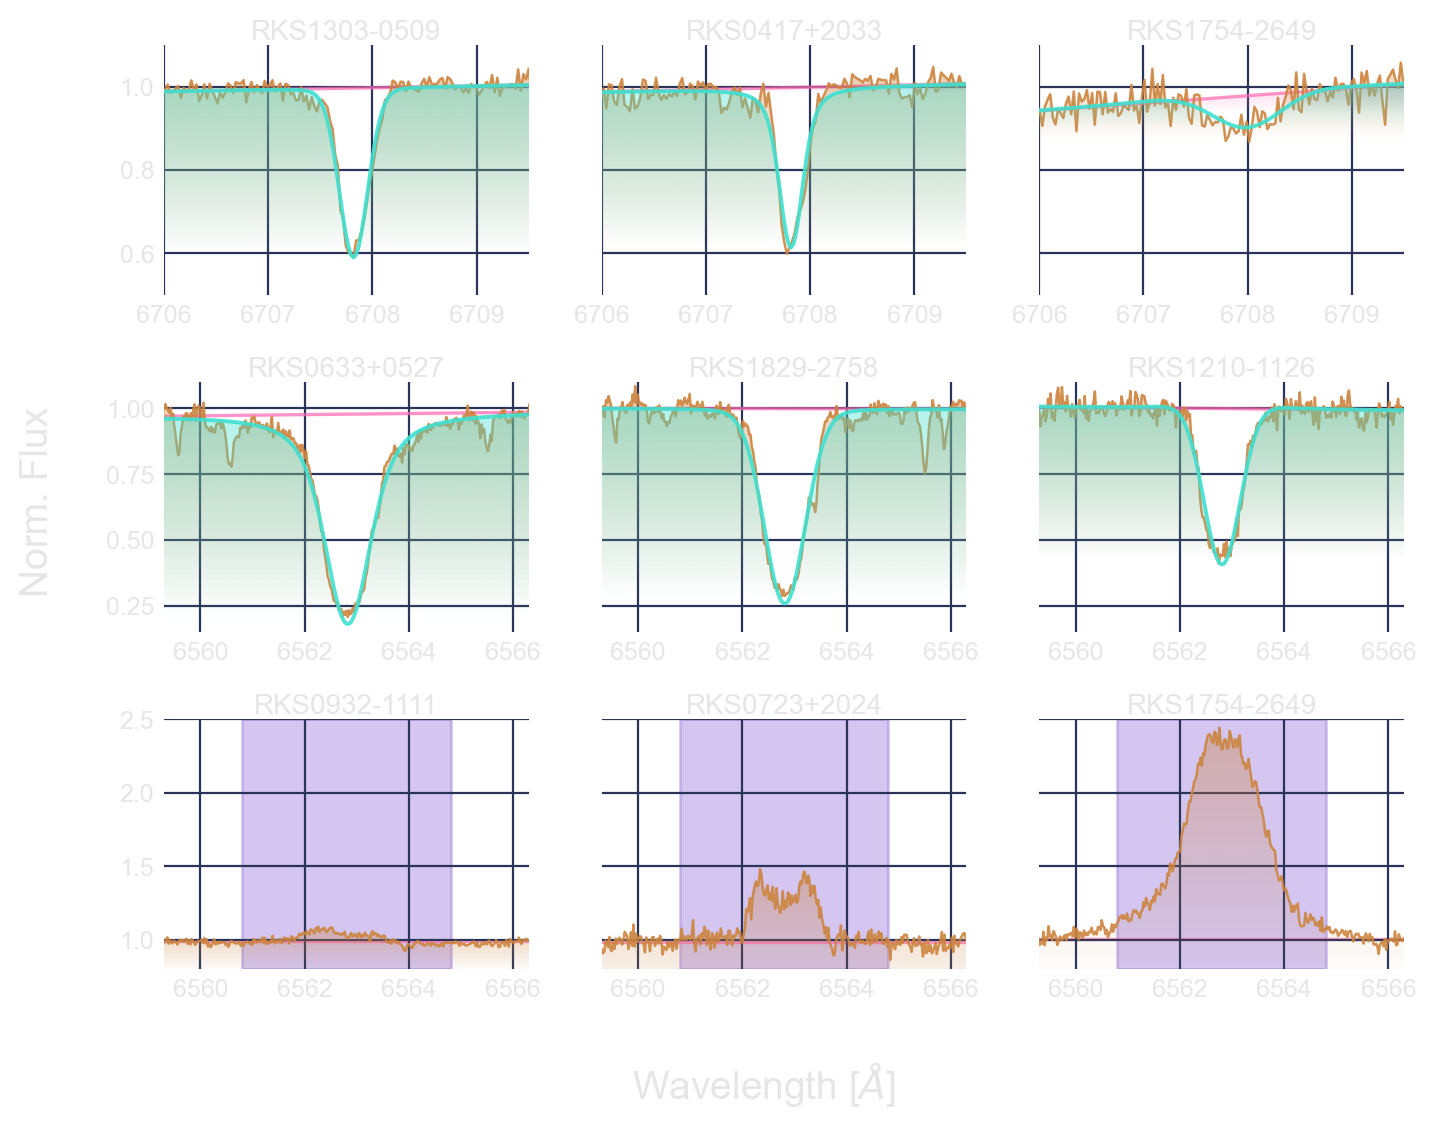 RKS1303-0509 RKS0417+2033 RKS1754-2649
1.0
0.8
0.6
6706 6707 6708 6709 6706 6707 6708 6709 6706 6707 6708 6709
RKS0633+0527 RKS1829-2758 RKS1210-1126
1.00
0.75
0.50
0.25
6560 6562 6564 6566 6560 6562 6564 6566 6560 6562 6564 6566
Norm. Flux
RKS0932-1111 RKS0723+2024 RKS1754-2649
2.5
2.0
1.5
1.0
6560 6562 6564 6566 6560 6562 6564 6566 6560 6562 6564 6566
Wavelength [Å]